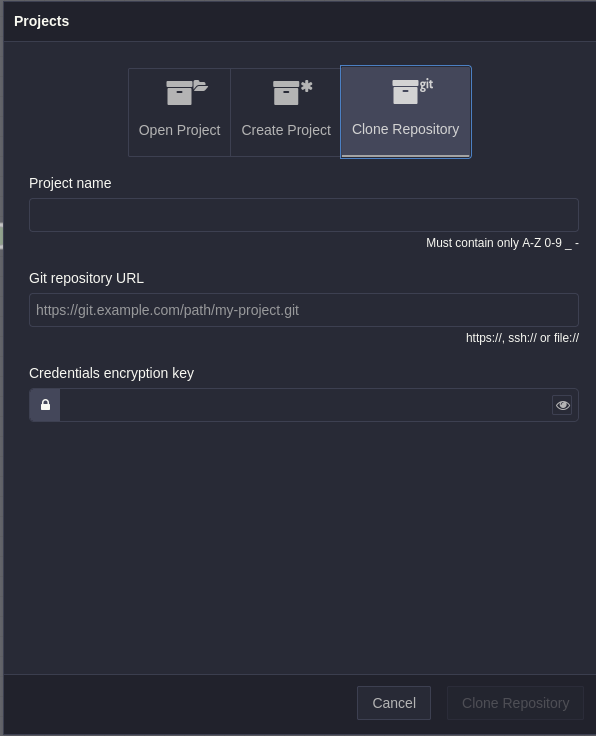 Projects
git
Open Project
Create Project
Clone Repository
Project name
Must contain only A-Z 0-9 _ -
Git repository URL
https://git.example.com/path/my-project.git
https://, ssh:// or file://
Credentials encryption key
Cancel
Clone Repository